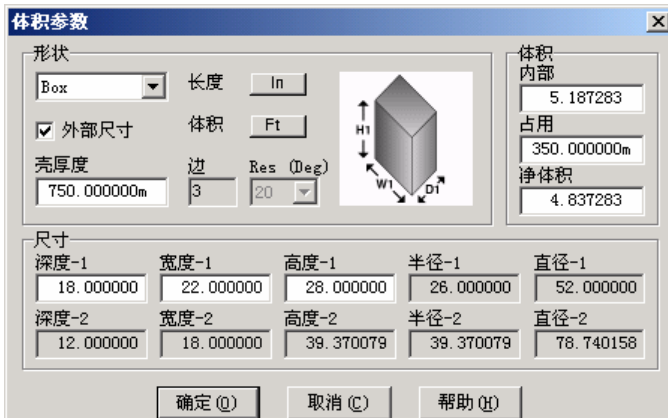 体积参数
形状
Box
长度
In
外部尺寸
体积
Ft
亮厚度
750.000000m
边
3
Res (Deg)
20
H1
W1
D1
体积
内部
5.187283
占用
350.000000m
净体积
4.837283
尺寸
深度-1 宽度-1 高度-1 半径-1 直径-1
18.000000 22.000000 28.000000 26.000000 52.000000
深度-2 宽度-2 高度-2 半径-2 直径-2
12.000000 18.000000 39.370079 39.370079 78.740158
确定(O) 取消(C) 帮助(H)